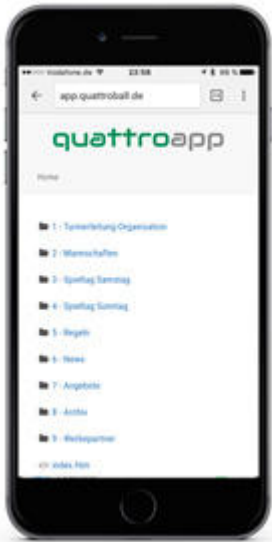 vodafone.de 23:58
app.quattroball.de
quattroapp
Home
1 - Turnierleitung Organisation
2 - Mannschaften
3 - Spieltag Samstag
4 - Spieltag Sonntag
5 - Regeln
6 - News
7 - Angebote
8 - Archiv
9 - Werbepartner
index.htm